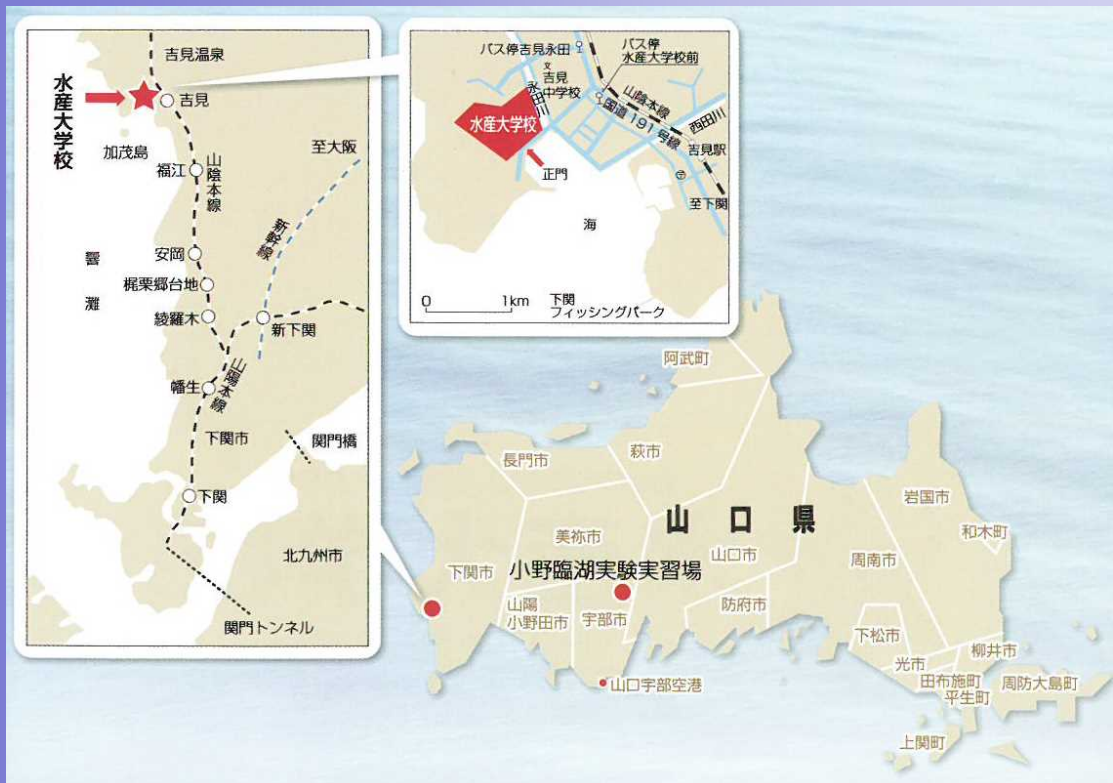 吉見温泉
水産大学校
吉見
加茂島
至大阪
福江
山陰本線
新幹線
響灘
安岡
梶栗郷台地
綾羅木
新下関
幡生
山陽本線
下関市
関門橋
下関
北九州市
関門トンネル
バス停吉見永田
バス停
水産大学校前
文
吉見
中学校
永田川
山陰本線
国道191号線
西田川
水産大学校
吉見駅
正門
至下関
海
0 1km
下関
フィッシングパーク
阿武町
萩市
長門市
岩国市
山口県
和木町
美祢市
山口市
周南市
下関市
小野臨湖実験実習場
山陽
小野田市
宇部市
防府市
下松市
柳井市
光市
田布施町
平生町
周防大島町
山口宇部空港
上関町